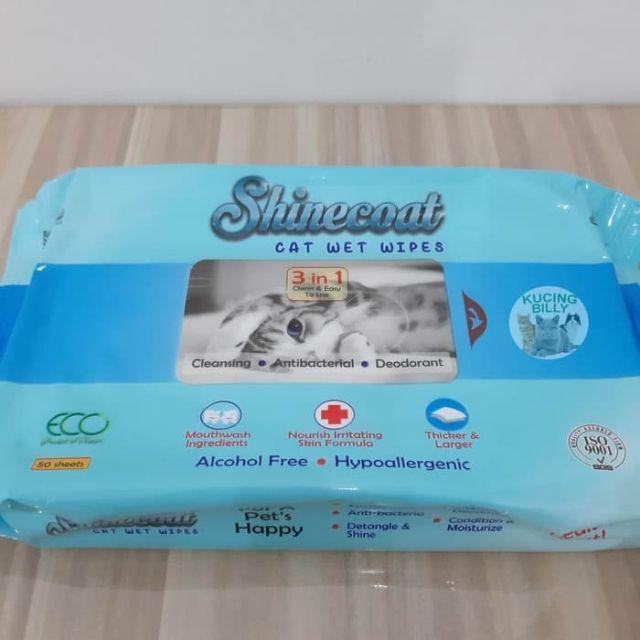 Shinecoat
CAT WET WIPES
3 in 1
Clean & Easy
To Use
Cleansing • Antibacterial • Deodorant
KUCING
BILLY
ECO
50 sheets
Mouthwash
Ingredients
Nourish Irritating
Skin Formula
Thicker &
Larger
Alcohol Free • Hypoallergenic
ISO
9001
Shinecoat
CAT WET WIPES
Pet's
Happy
• Anti-bacteria
• Detangle &
Shine
• Condition &
Moisturize